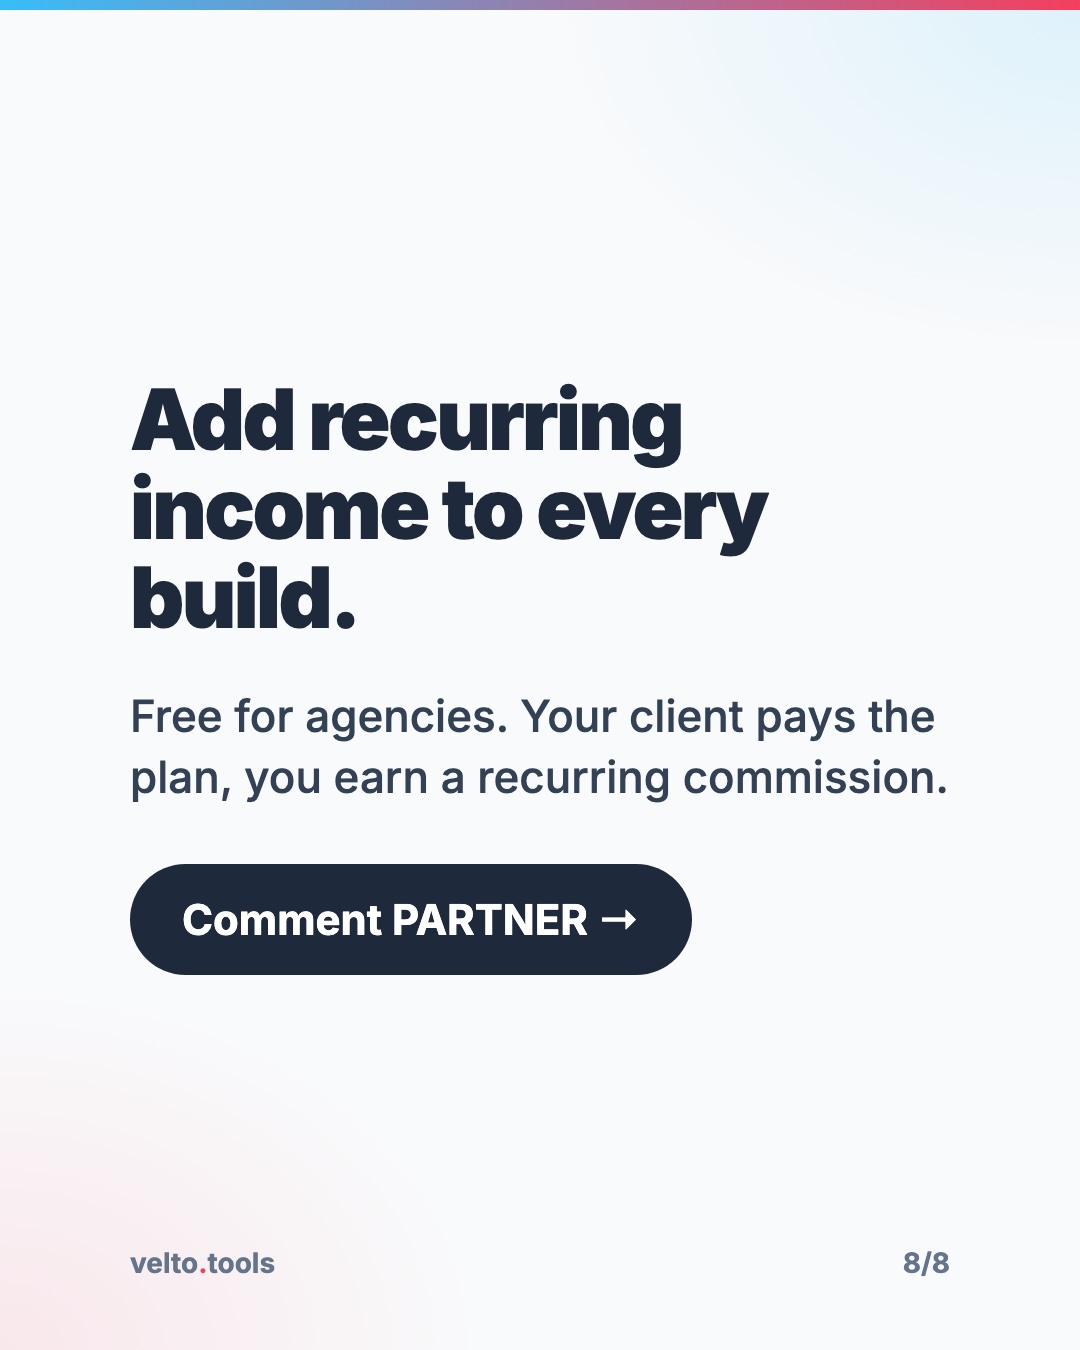 Add recurring
income to every
build.
Free for agencies. Your client pays the
plan, you earn a recurring commission.
Comment PARTNER →
velto.tools
8/8